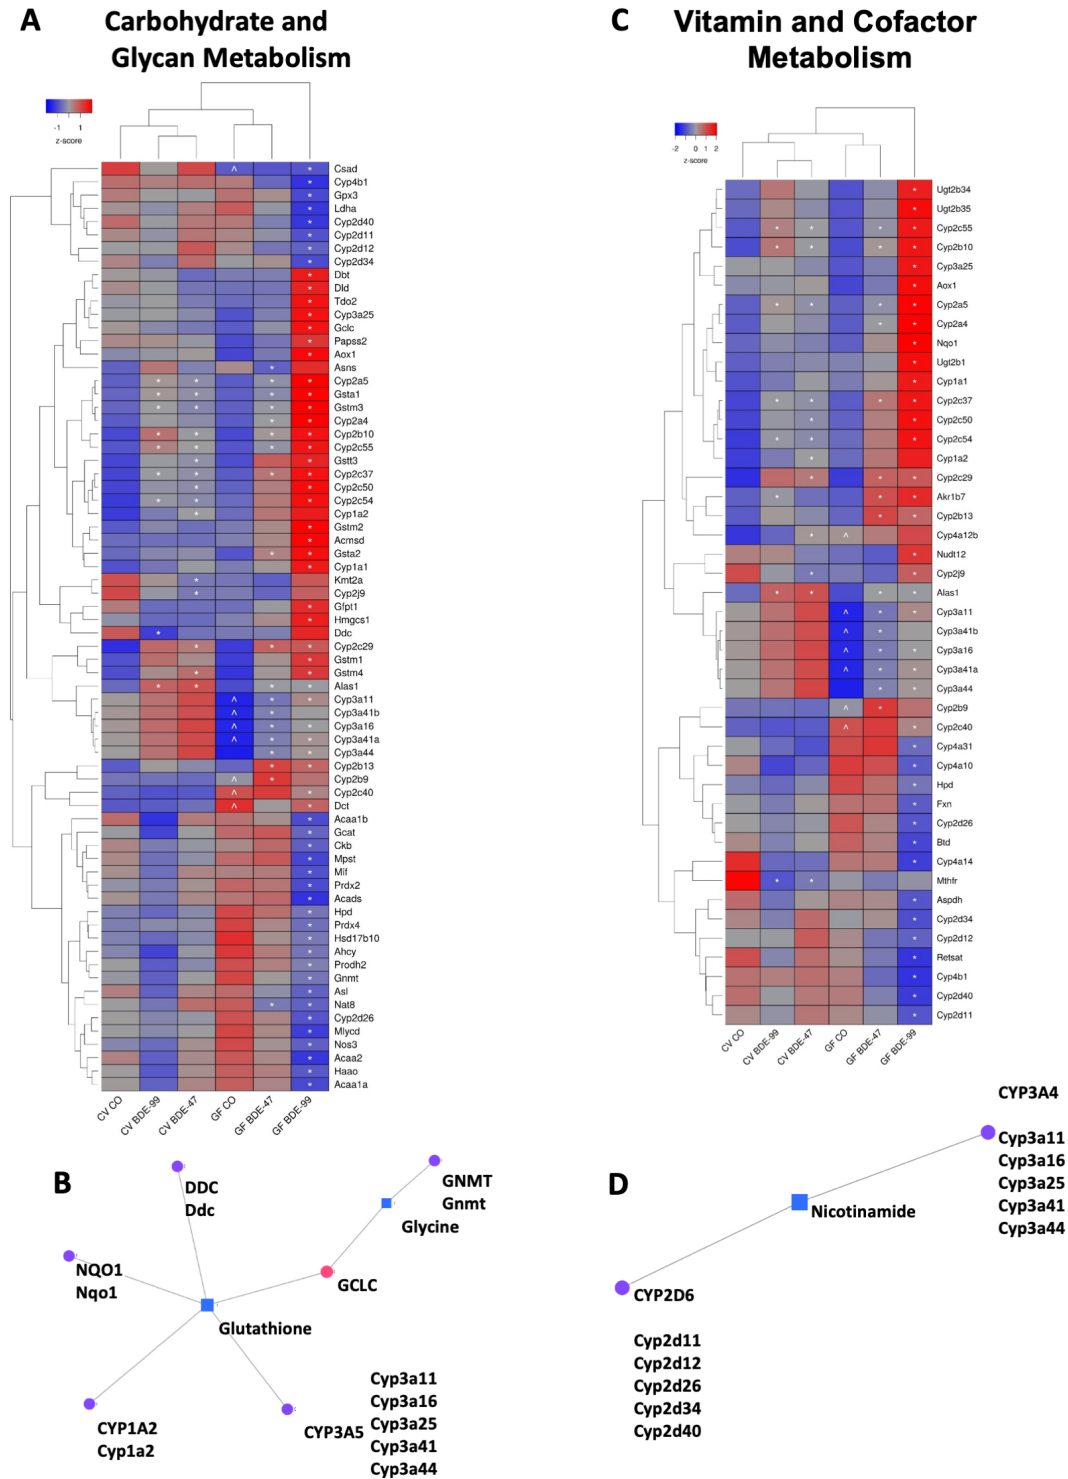 A
Carbohydrate and
Glycan Metabolism
-1 1
z-score
Csad
^
*
Cyp4b1
Gpx3
Ldha
Cyp2d40
Cyp2d11
Cyp2d12
Cyp2d34
Dbt
Dld
Tdo2
Cyp3a25
Gclc
Papss2
Aox1
Asns
Cyp2a5
Gsta1
Gstm3
Cyp2a4
Cyp2b10
Cyp2c55
Gstt3
Cyp2c37
Cyp2c50
Cyp2c54
Cyp1a2
Gstm2
Acmsd
Gsta2
Cyp1a1
Kmt2a
Cyp2j9
Gfpt1
Hmgcs1
Ddc
Cyp2c29
Gstm1
Gstm4
Alas1
Cyp3a11
Cyp3a41b
Cyp3a16
Cyp3a41a
Cyp3a44
Cyp2b13
Cyp2b9
Cyp2c40
Dct
Acaa1b
Gcat
Ckb
Mpst
Mif
Prdx2
Acads
Hpd
Prdx4
Hsd17b10
Ahcy
Prodh2
Gnmt
Asl
Nat8
Cyp2d26
Mlycd
Nos3
Acaa2
Haao
Acaa1a
CV CO
CV BDE-99
CV BDE-47
GF CO
GF BDE-47
GF BDE-99
B
DDC
Ddc
GNMT
Gnmt
Glycine
NQO1
Nqo1
GCLC
Glutathione
CYP1A2
Cyp1a2
CYP3A5
Cyp3a11
Cyp3a16
Cyp3a25
Cyp3a41
Cyp3a44
C
Vitamin and Cofactor
Metabolism
-2 0 2
z-score
Ugt2b34
Ugt2b35
Cyp2c55
Cyp2b10
Cyp3a25
Aox1
Cyp2a5
Cyp2a4
Nqo1
Ugt2b1
Cyp1a1
Cyp2c37
Cyp2c50
Cyp2c54
Cyp1a2
Cyp2c29
Akr1b7
Cyp2b13
Cyp4a12b
Nudt12
Cyp2j9
Alas1
Cyp3a11
Cyp3a41b
Cyp3a16
Cyp3a41a
Cyp3a44
Cyp2b9
Cyp2c40
Cyp4a31
Cyp4a10
Hpd
Fxn
Cyp2d26
Btd
Cyp4a14
Mthfr
Aspdh
Cyp2d34
Cyp2d12
Retsat
Cyp4b1
Cyp2d40
Cyp2d11
CV CO
CV BDE-99
CV BDE-47
GF CO
GF BDE-47
GF BDE-99
D
CYP3A4
Cyp3a11
Cyp3a16
Cyp3a25
Cyp3a41
Cyp3a44
Nicotinamide
CYP2D6
Cyp2d11
Cyp2d12
Cyp2d26
Cyp2d34
Cyp2d40